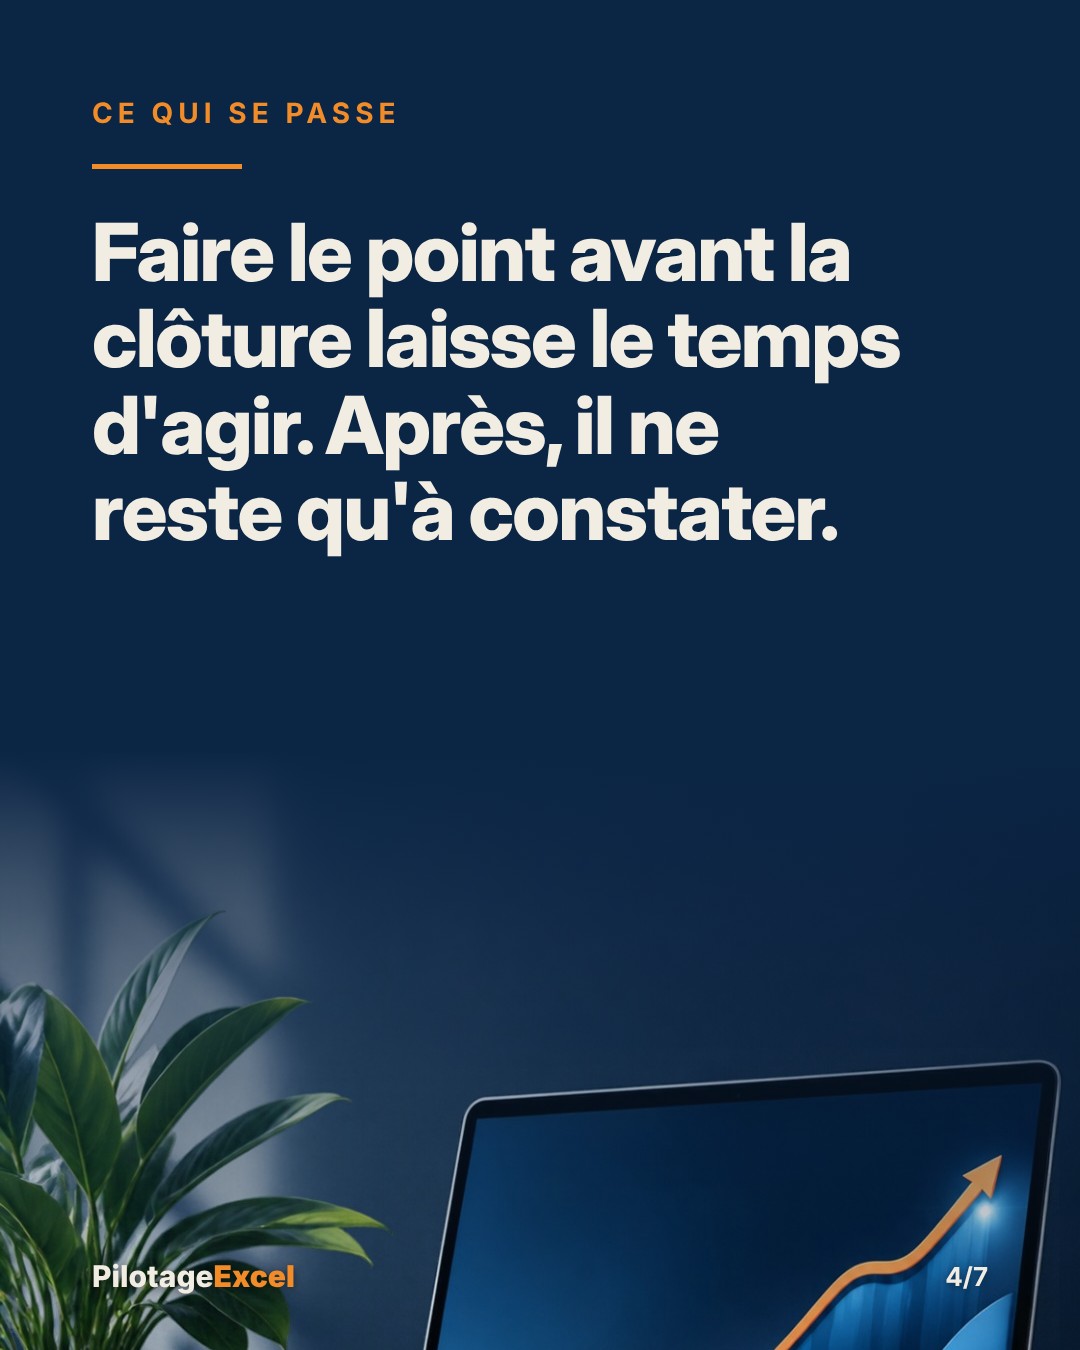 CE QUI SE PASSE
Faire le point avant la
clôture laisse le temps
d'agir. Après, il ne
reste qu'à constater.
PilotageExcel
4/7